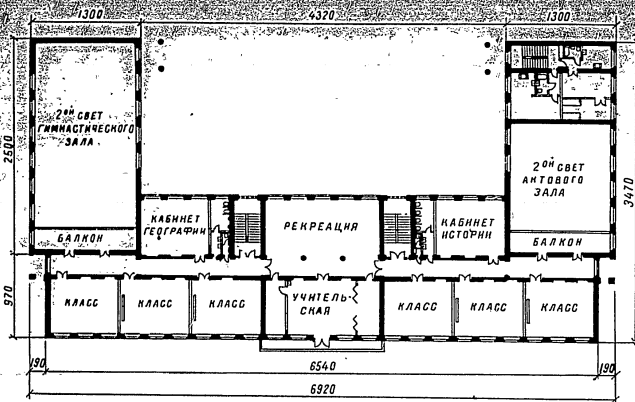 1300
4320
1300
2ОЙ СВЕТ
ГИМНАСТИЧЕСКОГО
ЗАЛА
2ОЙ СВЕТ
АКТОВОГО
ЗАЛА
2500
3470
КАБИНЕТ
ГЕОГРАФИИ
РЕКРЕАЦИЯ
КАБИНЕТ
ИСТОРИИ
БАЛКОН
БАЛКОН
970
КЛАСС
КЛАСС
КЛАСС
УЧИТЕЛЬ-
СКАЯ
КЛАСС
КЛАСС
КЛАСС
190
6540
190
6920